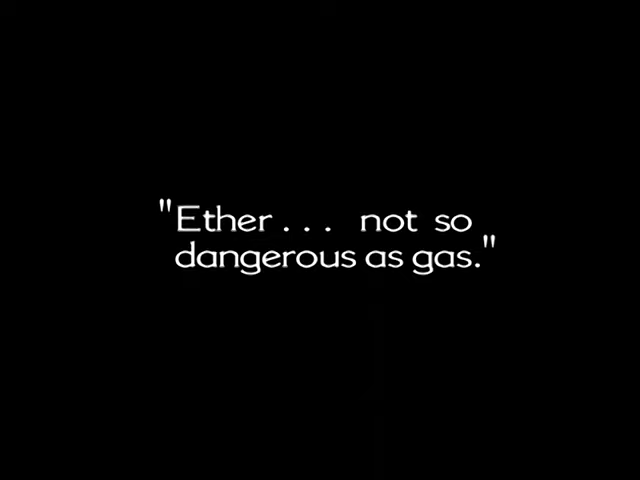 "Ether . . . not so
dangerous as gas."